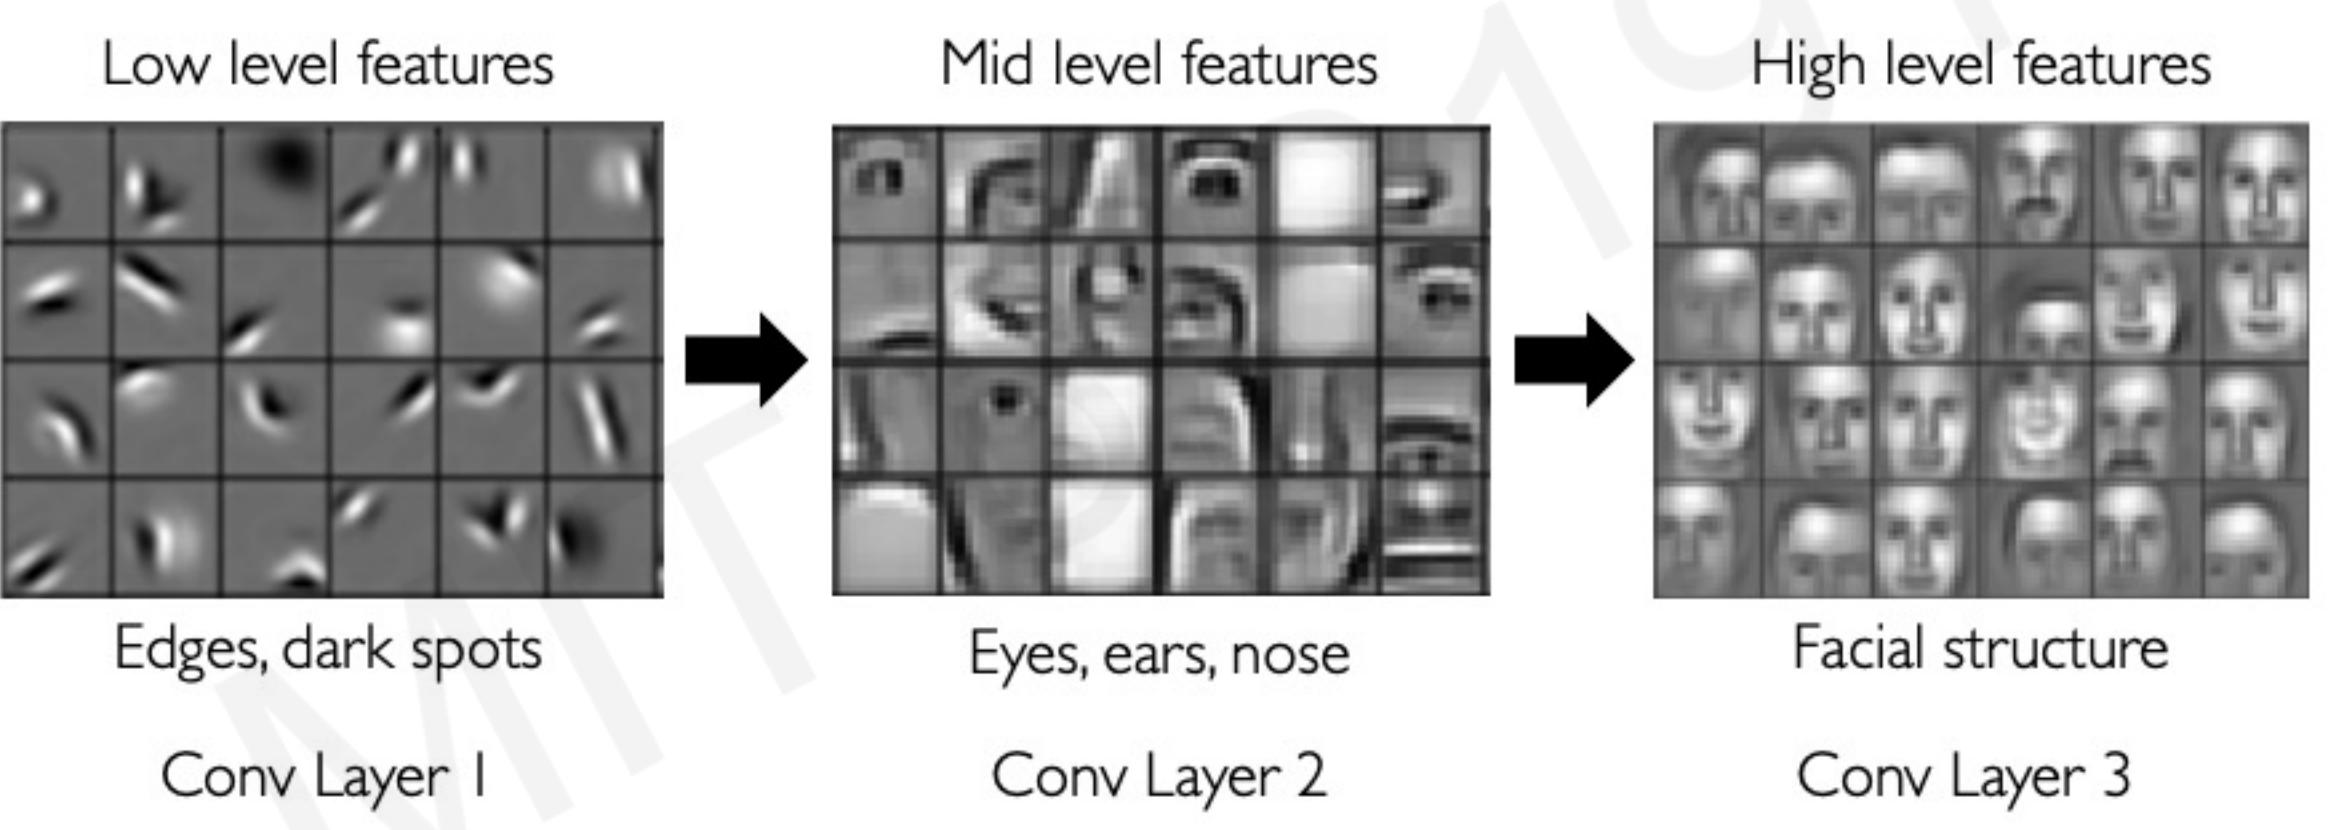 Low level features
Mid level features
High level features
Edges, dark spots
Eyes, ears, nose
Facial structure
Conv Layer 1
Conv Layer 2
Conv Layer 3